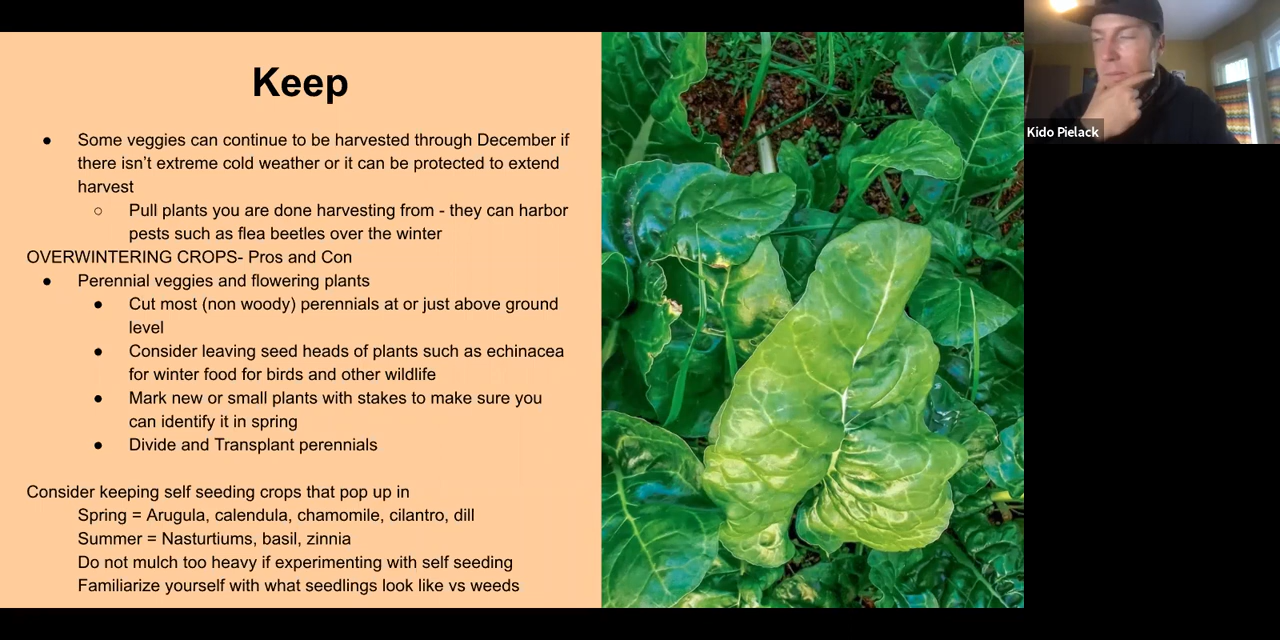 Keep
● Some veggies can continue to be harvested through December if
there isn’t extreme cold weather or it can be protected to extend
harvest
○ Pull plants you are done harvesting from - they can harbor
pests such as flea beetles over the winter
OVERWINTERING CROPS- Pros and Con
● Perennial veggies and flowering plants
● Cut most (non woody) perennials at or just above ground
level
● Consider leaving seed heads of plants such as echinacea
for winter food for birds and other wildlife
● Mark new or small plants with stakes to make sure you
can identify it in spring
● Divide and Transplant perennials
Consider keeping self seeding crops that pop up in
Spring = Arugula, calendula, chamomile, cilantro, dill
Summer = Nasturtiums, basil, zinnia
Do not mulch too heavy if experimenting with self seeding
Familiarize yourself with what seedlings look like vs weeds
Kido Pielack